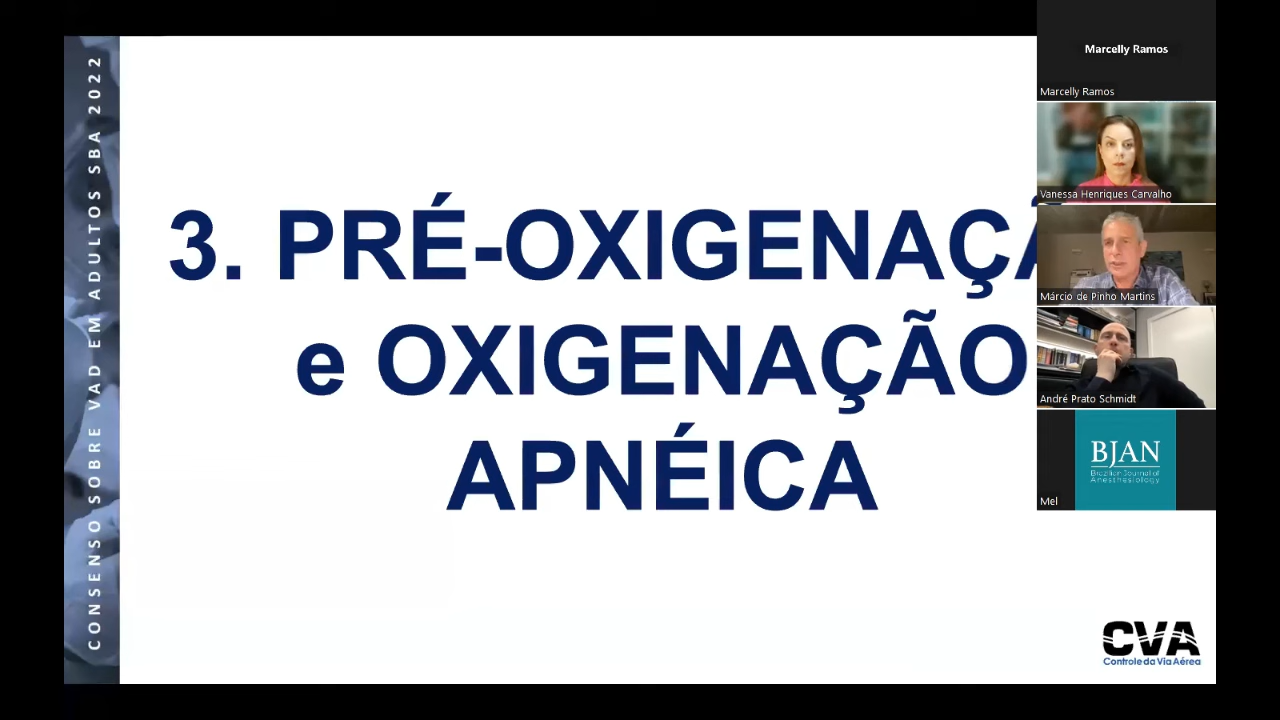 CONSENSO SOBRE VAD EM ADULTOS SBA 2022
3. PRÉ-OXIGENAÇÃ
e OXIGENAÇÃO
APNÉICA
Marcelly Ramos
Marcelly Ramos
Vanessa Henriques Carvalho
Márcio de Pinho Martins
André Prato Schmidt
BJAN
Brazilian Journal of
Anesthesiology
Mel
CVA
Controle da Via Aérea